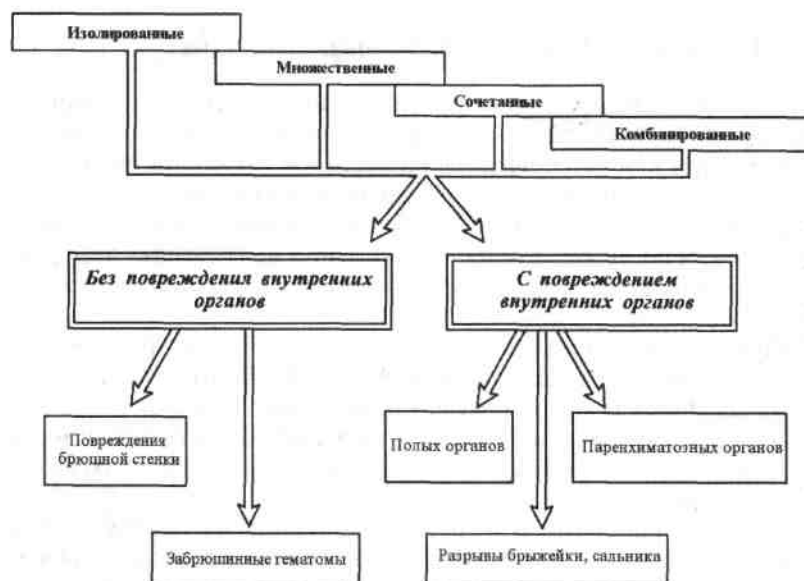 Изолированные
Множественные
Сочетанные
Комбинированные
Без повреждения внутренних
органов
С повреждением
внутренних органов
Повреждения
брюшной стенки
Полых органов
Паренхиматозных органов
Забрюшинные гематомы
Разрывы брыжейки, сальника